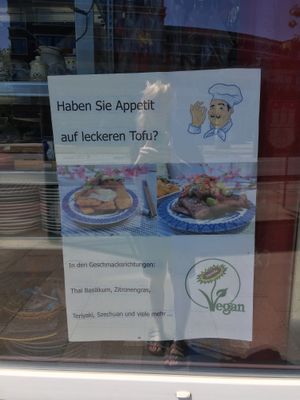 Haben Sie Appetit
auf leckeren Tofu?
In den Geschmacksrichtungen:
Thai Basilikum, Zitronengras,
Teriyaki, Szechuan und viele mehr ...
Vegan